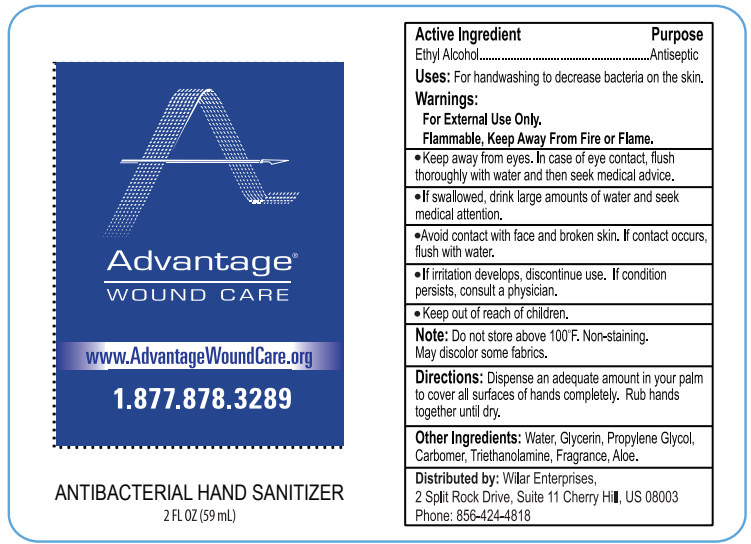 Advantage®
WOUND CARE
www.AdvantageWoundCare.org
1.877.878.3289
ANTIBACTERIAL HAND SANITIZER
2 FL OZ (59 mL)
Active Ingredient Purpose
Ethyl Alcohol.......................................................Antiseptic
Uses: For handwashing to decrease bacteria on the skin.
Warnings:
For External Use Only.
Flammable, Keep Away From Fire or Flame.
•Keep away from eyes. In case of eye contact, flush
thoroughly with water and then seek medical advice.
•If swallowed, drink large amounts of water and seek
medical attention.
•Avoid contact with face and broken skin. If contact occurs,
flush with water.
•If irritation develops, discontinue use. If condition
persists, consult a physician.
•Keep out of reach of children.
Note: Do not store above 100°F. Non-staining.
May discolor some fabrics.
Directions: Dispense an adequate amount in your palm
to cover all surfaces of hands completely. Rub hands
together until dry.
Other Ingredients: Water, Glycerin, Propylene Glycol,
Carbomer, Triethanolamine, Fragrance, Aloe.
Distributed by: Wilar Enterprises,
2 Split Rock Drive, Suite 11 Cherry Hill, US 08003
Phone: 856-424-4818